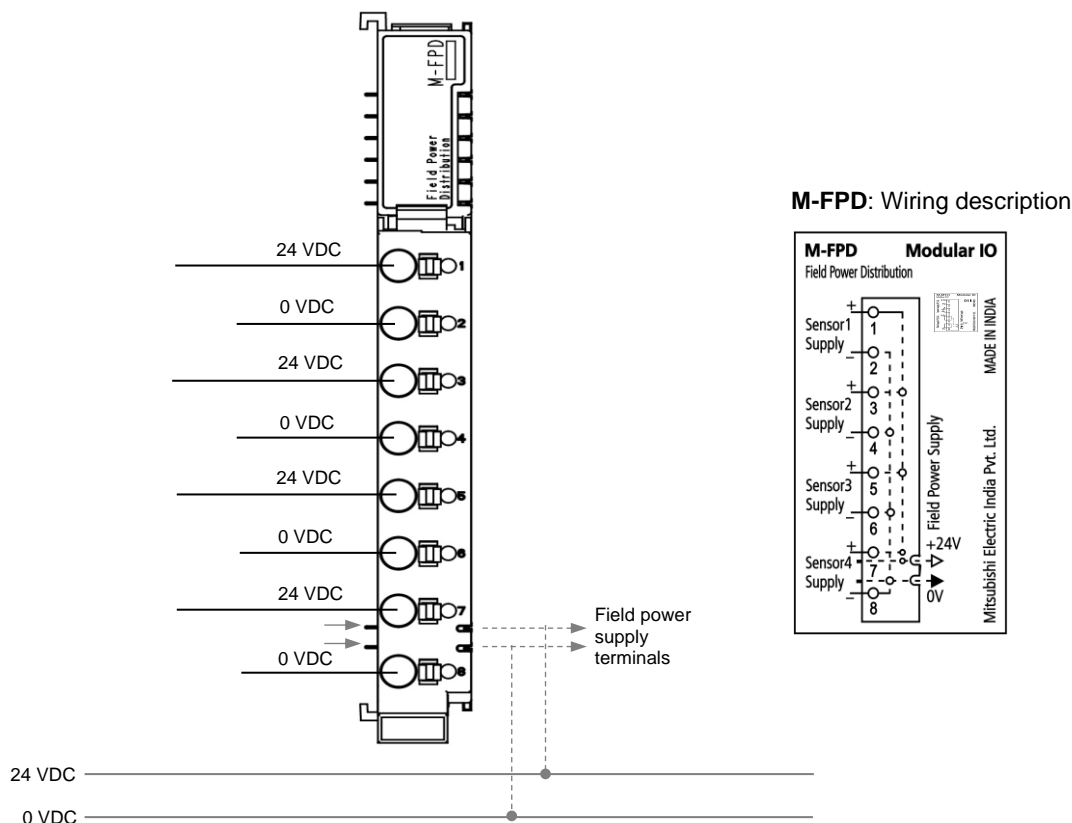 M-FPD
Field Power
Distribution
24 VDC
1
0 VDC
2
24 VDC
3
0 VDC
4
24 VDC
5
0 VDC
6
24 VDC
7
0 VDC
8
Field power
supply
terminals
24 VDC
0 VDC
M-FPD: Wiring description
M-FPD Modular IO
Field Power Distribution
+
Sensor1
Supply
1
–
2
+
Sensor2
Supply
3
–
4
+
Sensor3
Supply
5
–
6
+
Sensor4
Supply
7
–
8
Field Power Supply
+24V
0V
MADE IN INDIA
Mitsubishi Electric India Pvt. Ltd.